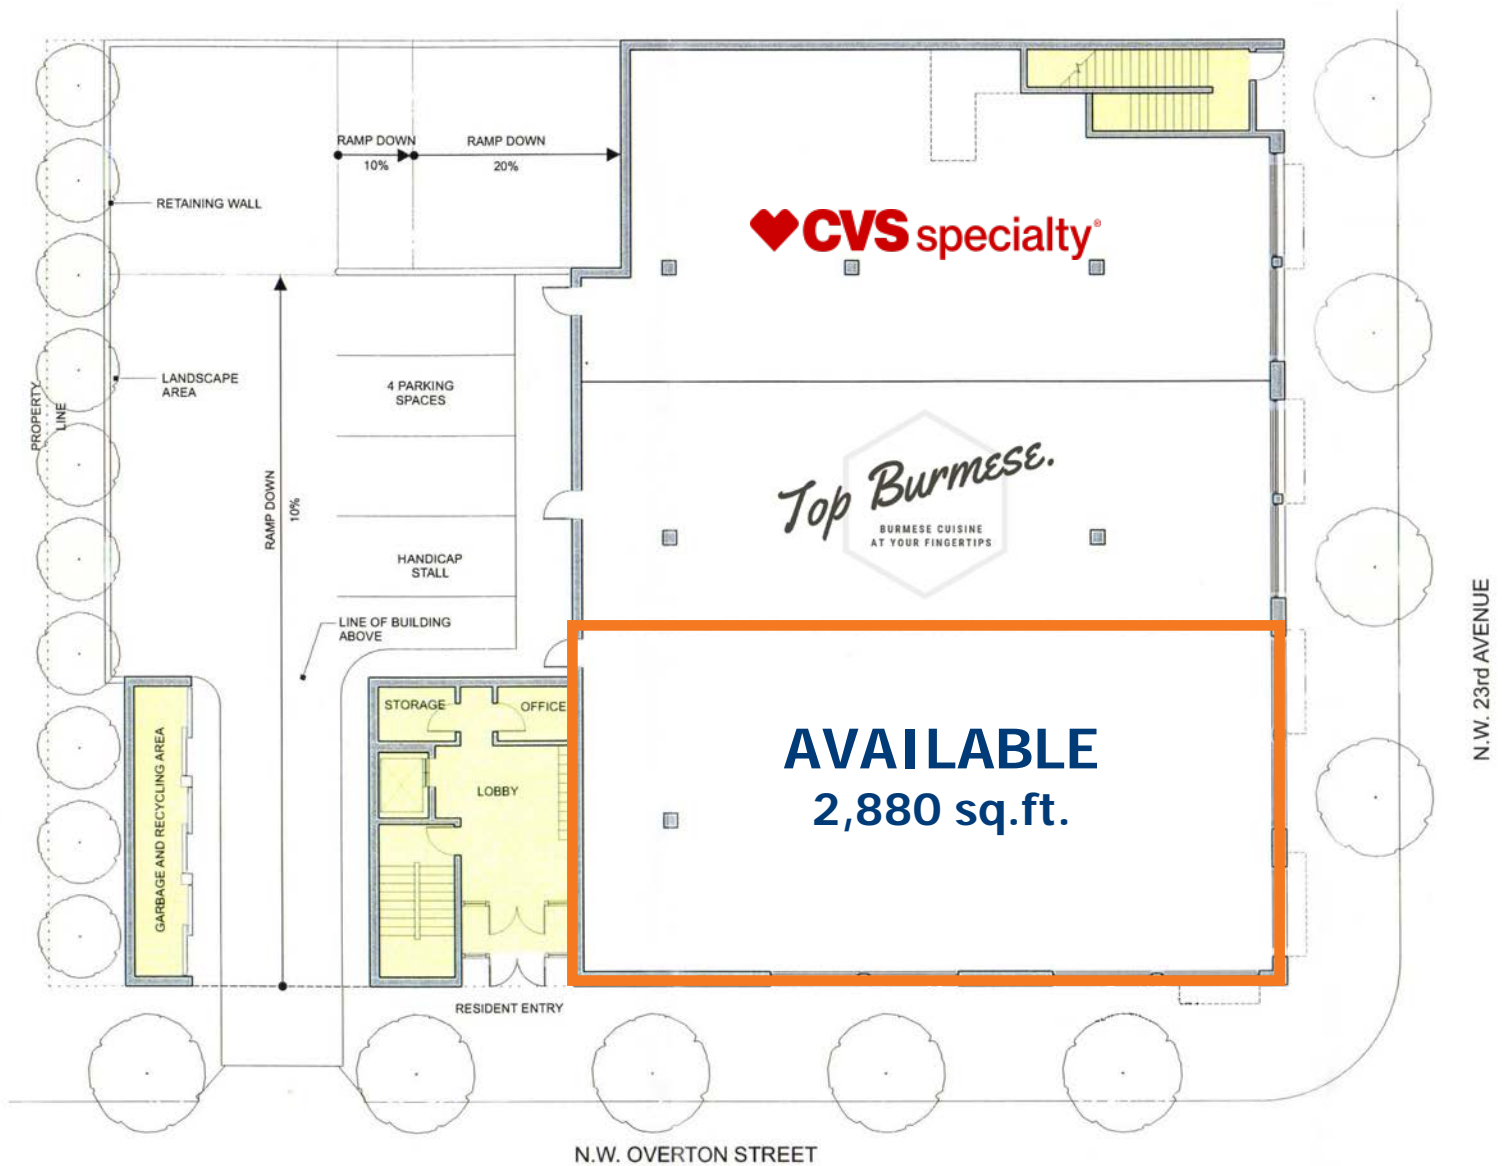 RAMP DOWN
10%
RAMP DOWN
20%
RETAINING WALL
CVS specialty®
LANDSCAPE
AREA
4 PARKING
SPACES
PROPERTY
LINE
Top Burmese.
BURMESE CUISINE
AT YOUR FINGERTIPS
RAMP DOWN
10%
HANDICAP
STALL
LINE OF BUILDING
ABOVE
N.W. 23rd AVENUE
STORAGE
OFFICE
GARBAGE AND RECYCLING AREA
LOBBY
AVAILABLE
2,880 sq.ft.
RESIDENT ENTRY
N.W. OVERTON STREET